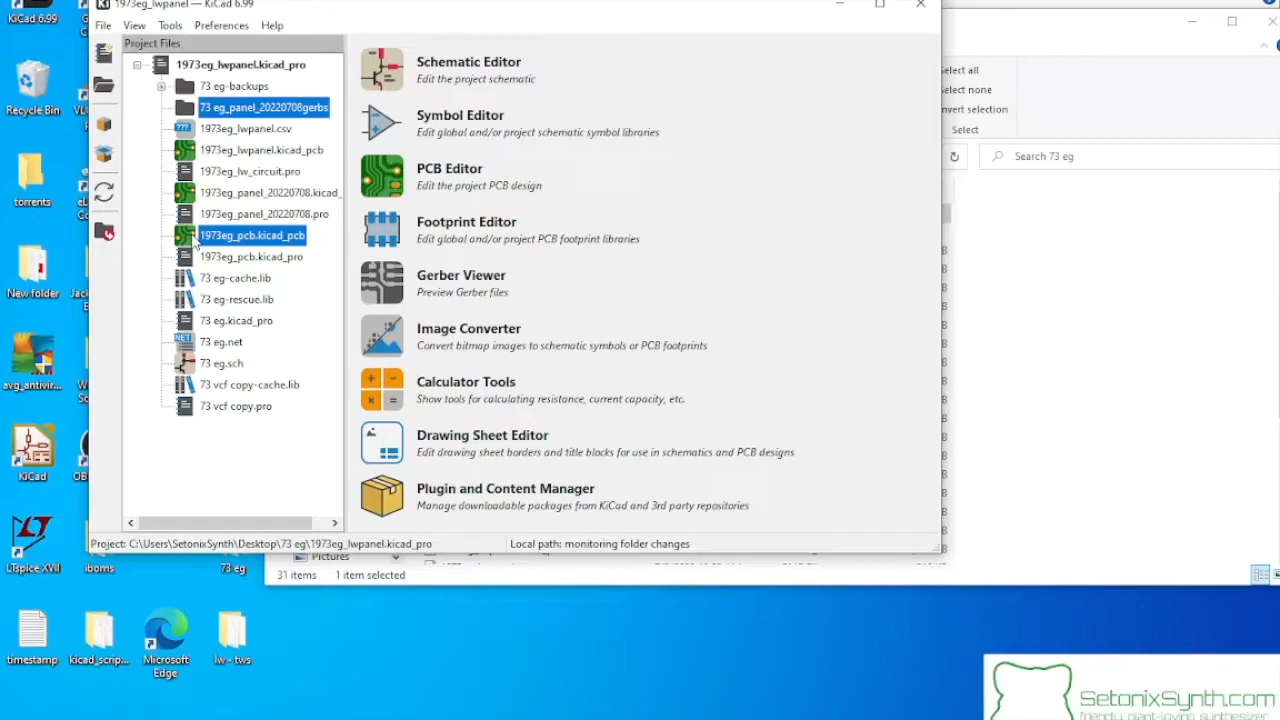 KiCad 6.99
1973eg_lwpanel — KiCad 6.99
File View Tools Preferences Help
Project Files
1973eg_lwpanel.kicad_pro
73 eg-backups
73 eg_panel_20220708gerbs
1973eg_lwpanel.csv
1973eg_lwpanel.kicad_pcb
1973eg_lw_circuit.pro
1973eg_panel_20220708.kicad_
1973eg_panel_20220708.pro
1973eg_pcb.kicad_pcb
1973eg_pcb.kicad_pro
73 eg-cache.lib
73 eg-rescue.lib
73 eg.kicad_pro
NET
73 eg.net
73 eg.sch
73 vcf copy-cache.lib
73 vcf copy.pro
Schematic Editor
Edit the project schematic
Symbol Editor
Edit global and/or project schematic symbol libraries
PCB Editor
Edit the project PCB design
Footprint Editor
Edit global and/or project PCB footprint libraries
Gerber Viewer
Preview Gerber files
Image Converter
Convert bitmap images to schematic symbols or PCB footprints
Calculator Tools
Show tools for calculating resistance, current capacity, etc.
Drawing Sheet Editor
Edit drawing sheet borders and title blocks for use in schematics and PCB designs
Plugin and Content Manager
Manage downloadable packages from KiCad and 3rd party repositories
Project: C:\Users\SetonixSynth\Desktop\73 eg\1973eg_lwpanel.kicad_pro
Local path: monitoring folder changes
elect all
elect none
nvert selection
Select
Search 73 eg
Pictures
31 items 1 item selected
Recycle Bin
torrents
New folder
avg_antivir...
KiCad
LTspice XVII
iboms
73 eg
timestamp
kicad_scrip...
Microsoft
Edge
lw - tws
SetonixSynth.com
friendly giant-loving synthesizer